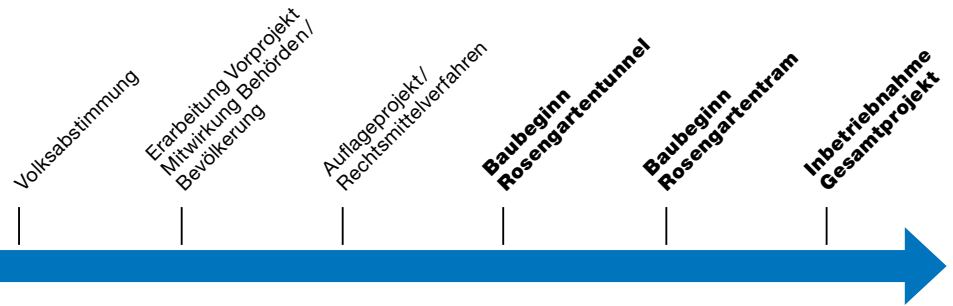 Volksabstimmung
Erarbeitung Vorprojekt
Mitwirkung Behörden/
Bevölkerung
Auflageprojekt/
Rechtsmittelverfahren
Baubeginn
Rosengartentunnel
Baubeginn
Rosengartentram
Inbetriebnahme
Gesamtprojekt